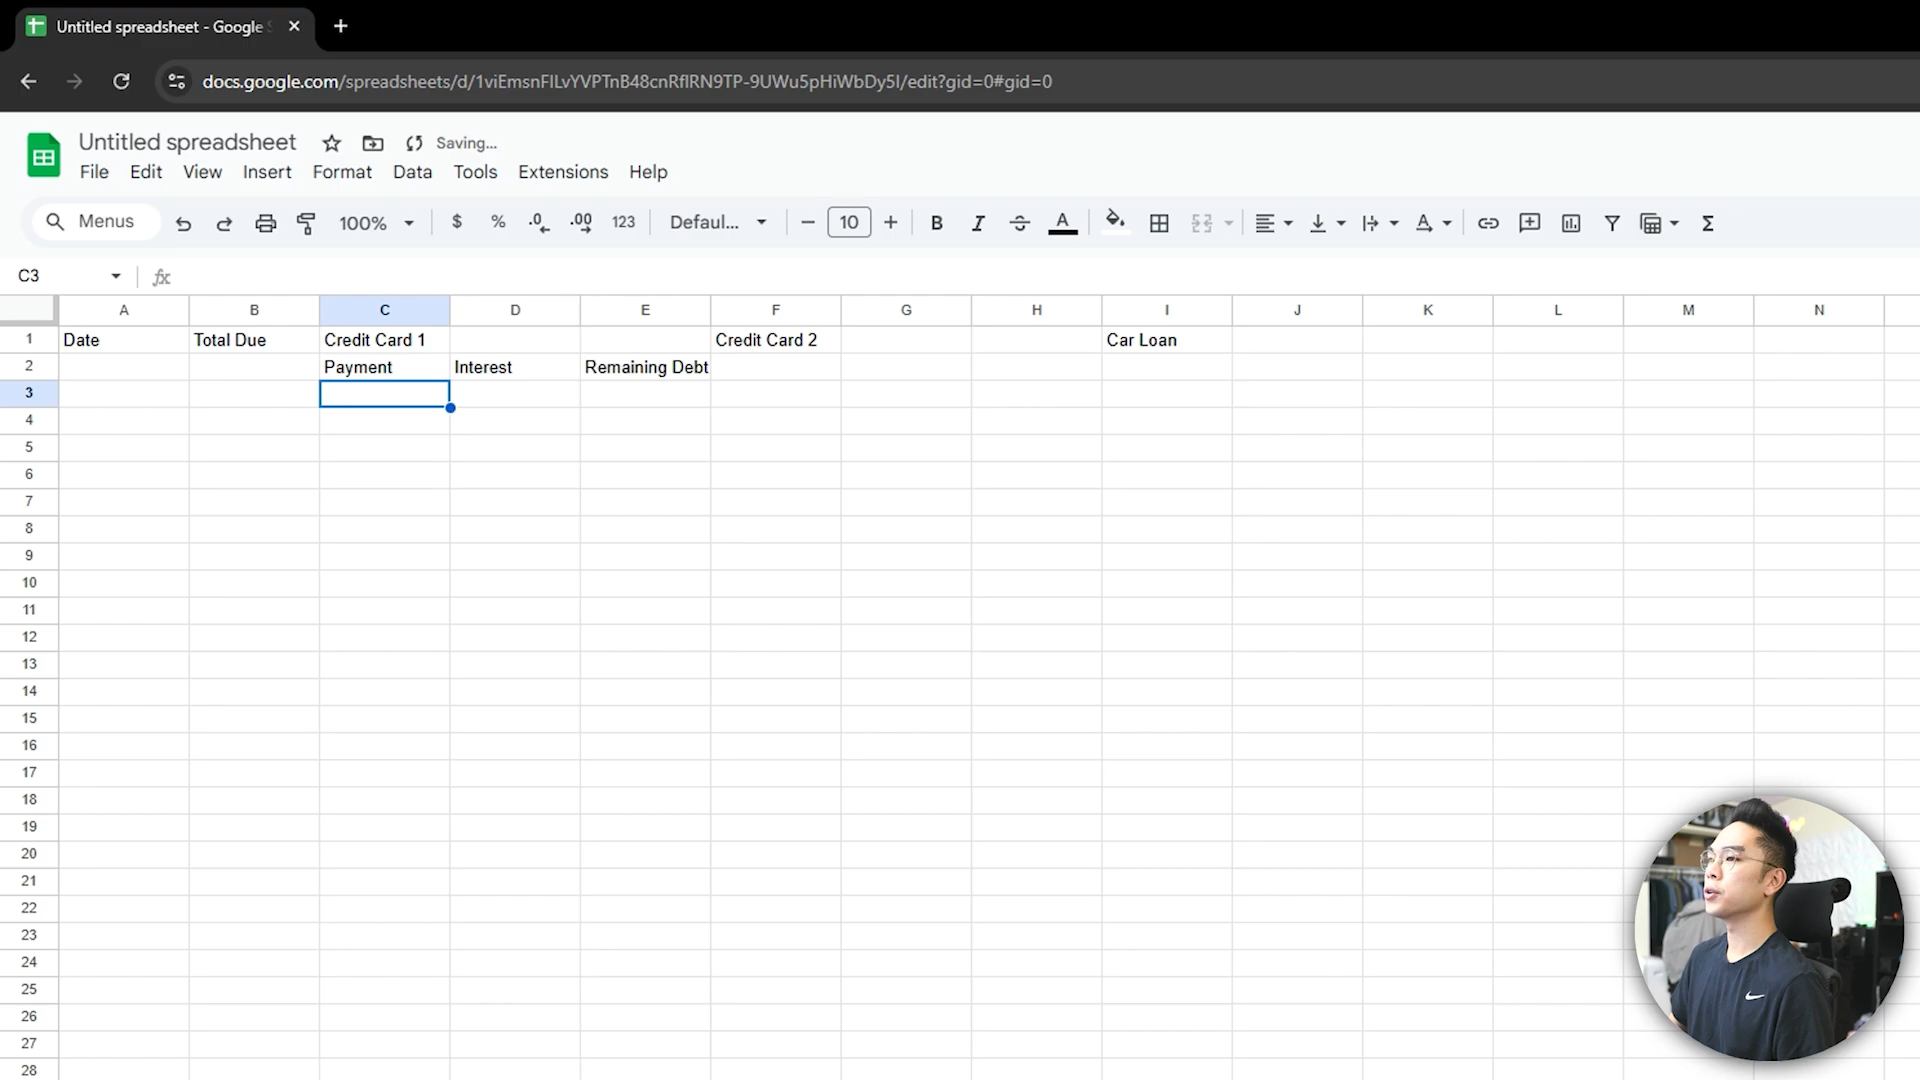 Untitled spreadsheet - Google
docs.google.com/spreadsheets/d/1viEmsnFlLvYVPTnB48cnRflRN9TP-9UWu5pHiWbDy5I/edit?gid=0#gid=0
Untitled spreadsheet Saving...
File Edit View Insert Format Data Tools Extensions Help
Menus 100% $ % .0 .00 123 Defaul... 10 B I S A
C3 fx
A B C D E F G H I J K L M N
1 Date Total Due Credit Card 1 Credit Card 2 Car Loan
2 Payment Interest Remaining Debt
3
4
5
6
7
8
9
10
11
12
13
14
15
16
17
18
19
20
21
22
23
24
25
26
27
28